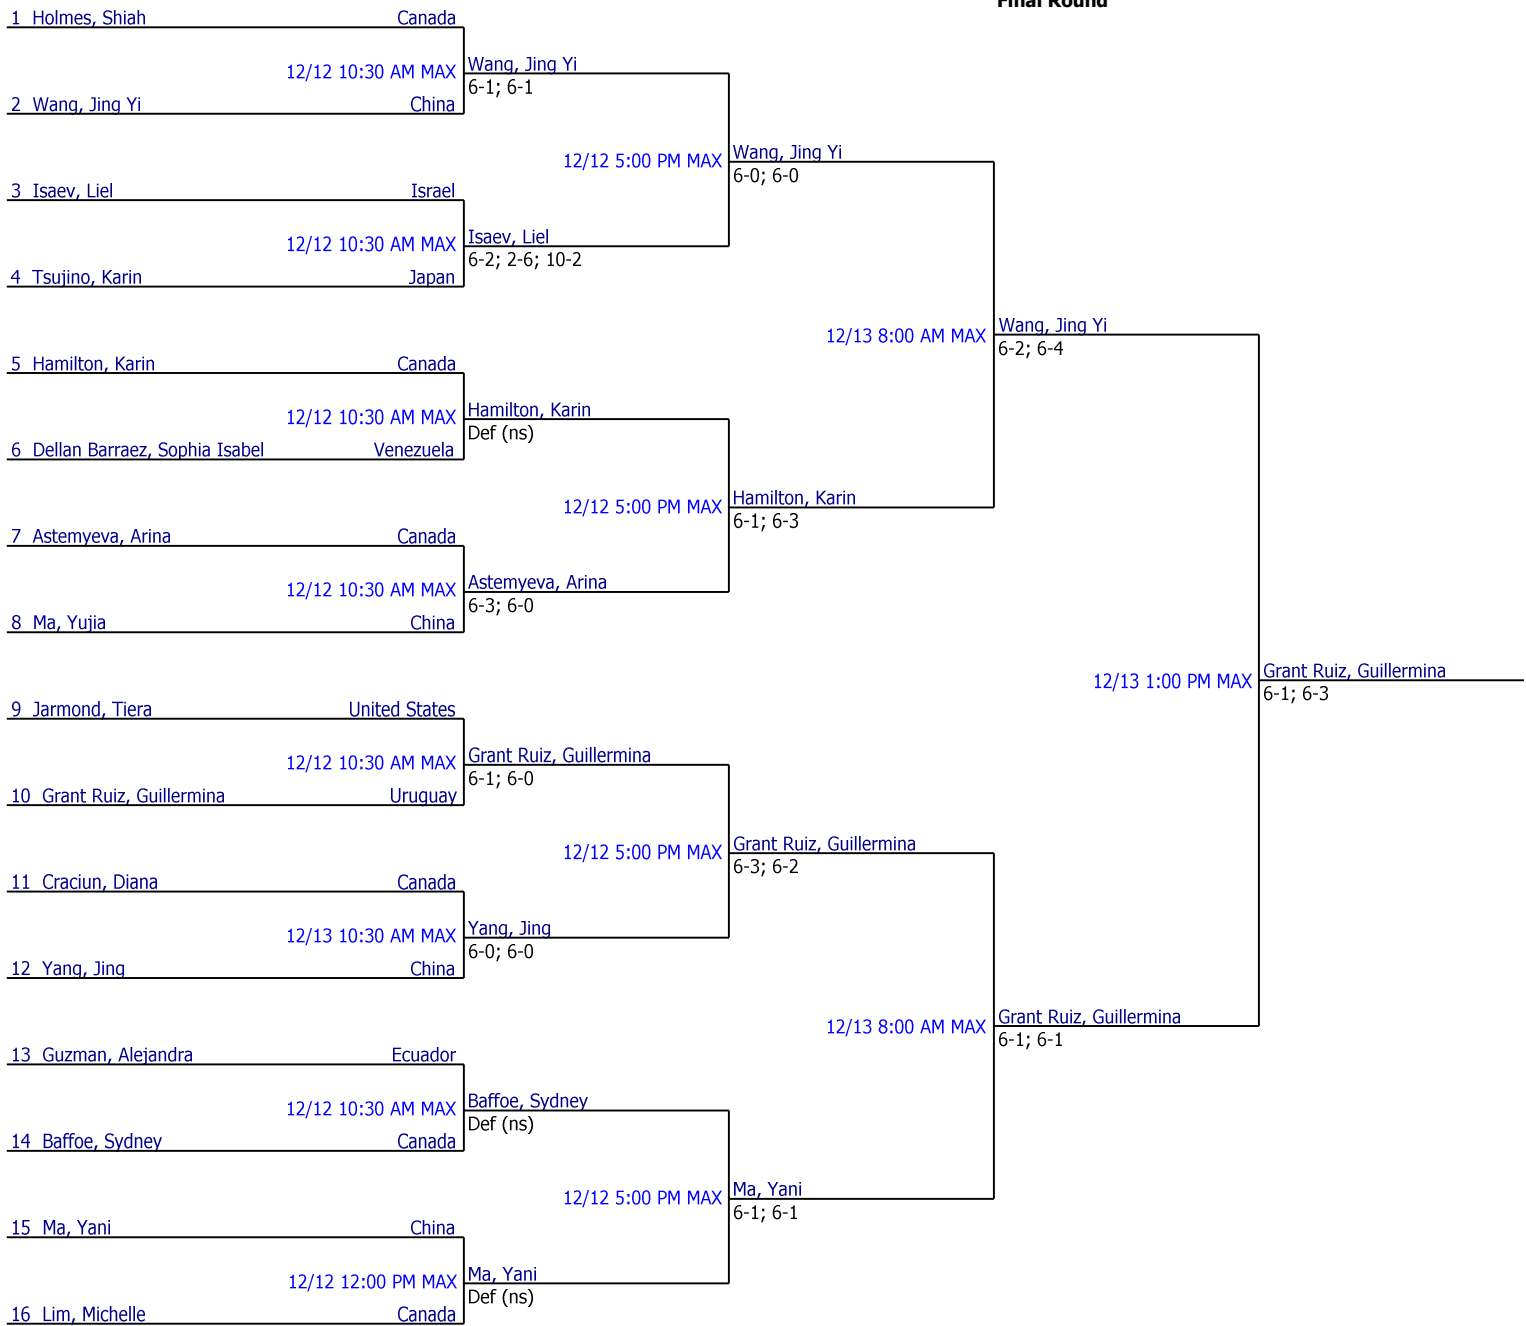 Final Round
1 Holmes, Shiah Canada
12/12 10:30 AM MAX
Wang, Jing Yi
6-1; 6-1
2 Wang, Jing Yi China
12/12 5:00 PM MAX
Wang, Jing Yi
6-0; 6-0
3 Isaev, Liel Israel
12/12 10:30 AM MAX
Isaev, Liel
6-2; 2-6; 10-2
4 Tsujino, Karin Japan
12/13 8:00 AM MAX
Wang, Jing Yi
6-2; 6-4
5 Hamilton, Karin Canada
12/12 10:30 AM MAX
Hamilton, Karin
Def (ns)
6 Dellan Barraez, Sophia Isabel Venezuela
12/12 5:00 PM MAX
Hamilton, Karin
6-1; 6-3
7 Astemyeva, Arina Canada
12/12 10:30 AM MAX
Astemyeva, Arina
6-3; 6-0
8 Ma, Yujia China
12/13 1:00 PM MAX
Grant Ruiz, Guillermina
6-1; 6-3
9 Jarmond, Tiera United States
12/12 10:30 AM MAX
Grant Ruiz, Guillermina
6-1; 6-0
10 Grant Ruiz, Guillermina Uruguay
12/12 5:00 PM MAX
Grant Ruiz, Guillermina
6-3; 6-2
11 Craciun, Diana Canada
12/13 10:30 AM MAX
Yang, Jing
6-0; 6-0
12 Yang, Jing China
12/13 8:00 AM MAX
Grant Ruiz, Guillermina
6-1; 6-1
13 Guzman, Alejandra Ecuador
12/12 10:30 AM MAX
Baffoe, Sydney
Def (ns)
14 Baffoe, Sydney Canada
12/12 5:00 PM MAX
Ma, Yani
6-1; 6-1
15 Ma, Yani China
12/12 12:00 PM MAX
Ma, Yani
Def (ns)
16 Lim, Michelle Canada